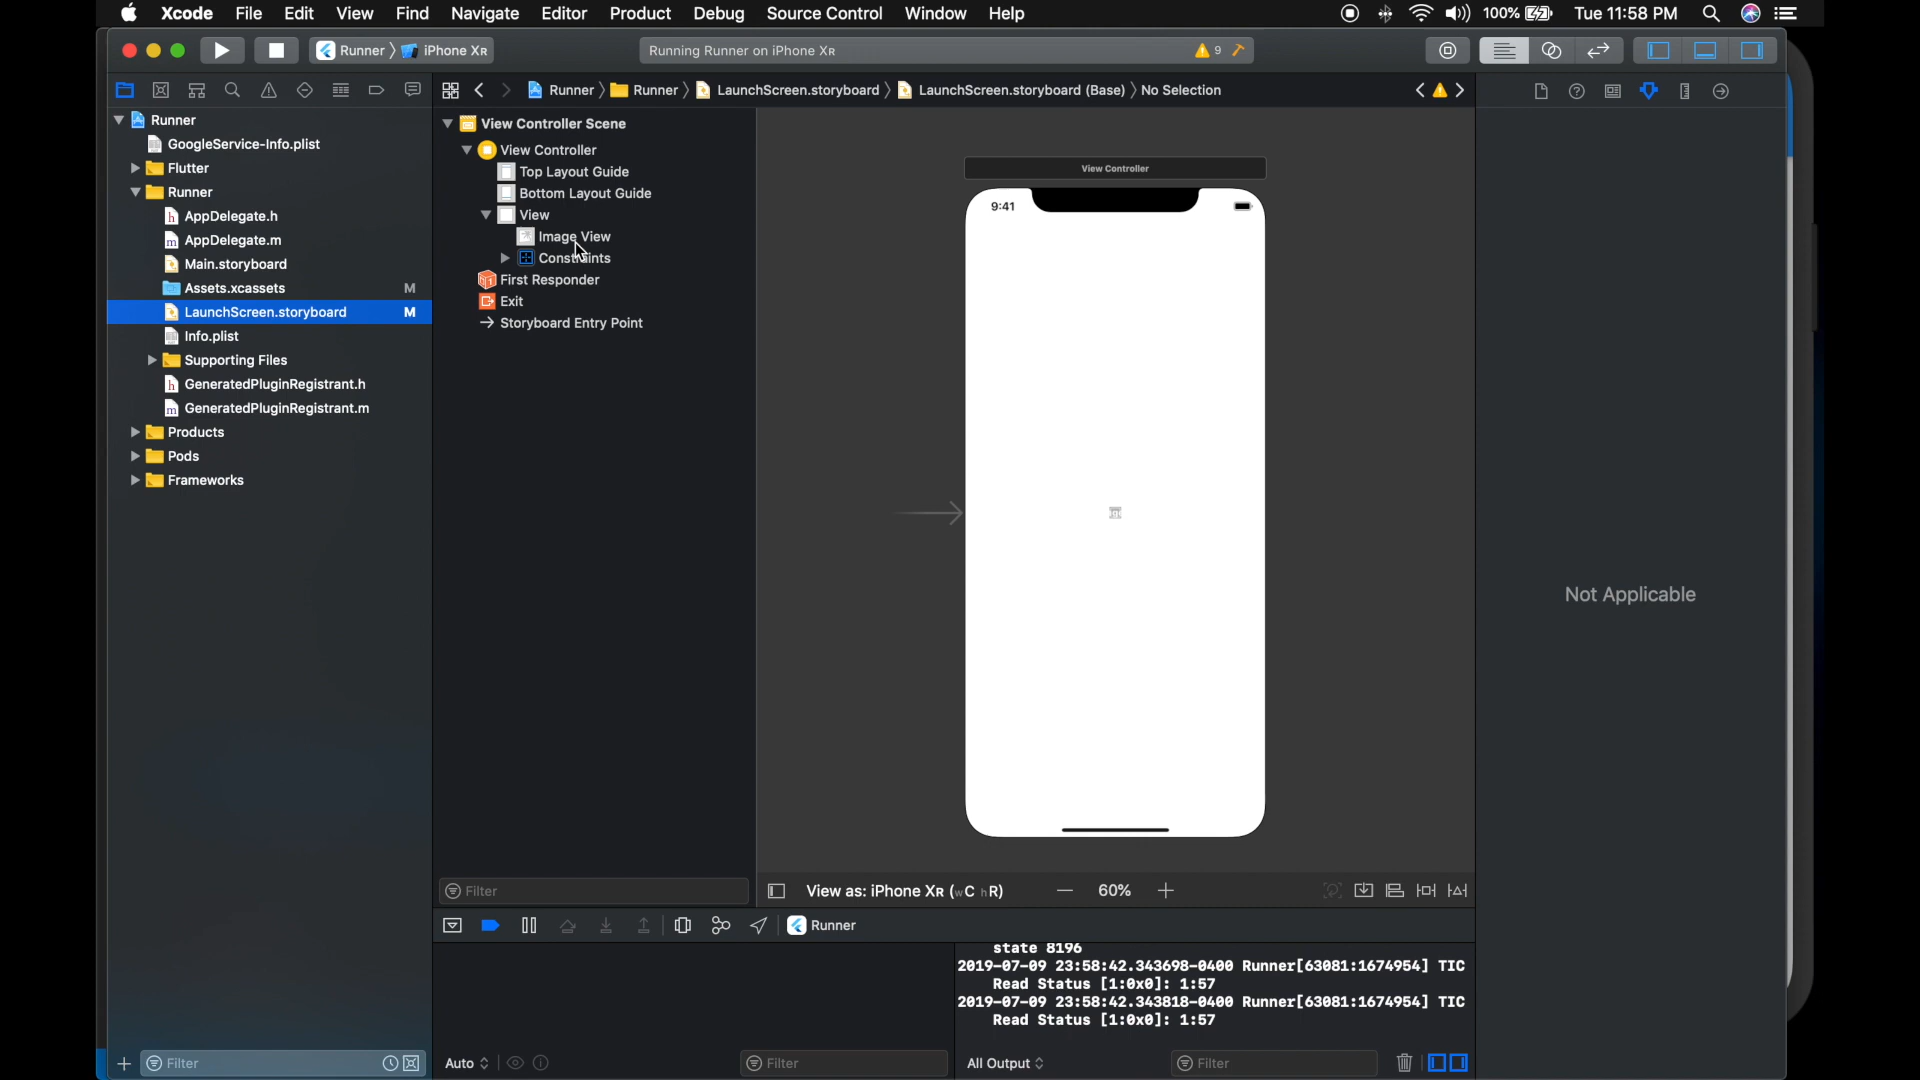 Xcode File Edit View Find Navigate Editor Product Debug Source Control Window Help 100% Tue 11:58 PM
Runner iPhone XR
Running Runner on iPhone XR 9
Runner Runner LaunchScreen.storyboard LaunchScreen.storyboard (Base) No Selection
Runner
GoogleService-Info.plist
Flutter
Runner
AppDelegate.h
AppDelegate.m
Main.storyboard
Assets.xcassets M
LaunchScreen.storyboard M
Info.plist
Supporting Files
GeneratedPluginRegistrant.h
GeneratedPluginRegistrant.m
Products
Pods
Frameworks
Filter
View Controller Scene
View Controller
Top Layout Guide
Bottom Layout Guide
View
Image View
Constraints
First Responder
Exit
Storyboard Entry Point
Filter
View Controller
9:41
View as: iPhone XR (wC hR) 60%
Not Applicable
Runner
state 8196
2019-07-09 23:58:42.343698-0400 Runner[63081:1674954] TIC
Read Status [1:0x0]: 1:57
2019-07-09 23:58:42.343818-0400 Runner[63081:1674954] TIC
Read Status [1:0x0]: 1:57
Auto Filter
All Output Filter